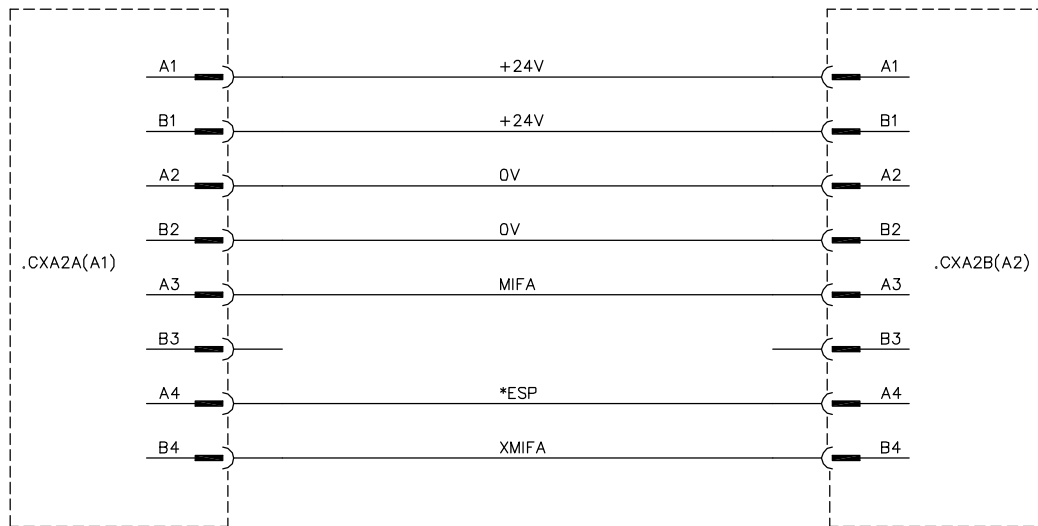 A1 +24V A1
B1 +24V B1
A2 0V A2
B2 0V B2
.CXA2A(A1) .CXA2B(A2)
A3 MIFA A3
B3 B3
A4 *ESP A4
B4 XMIFA B4